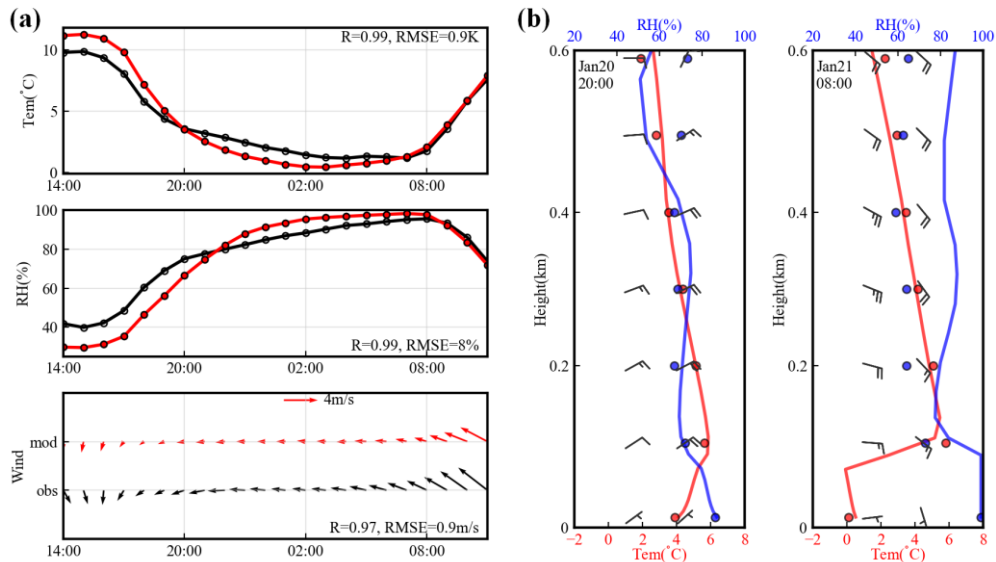 (a)
R=0.99, RMSE=0.9K
Tem(°C)
10
5
0
14:00 20:00 02:00 08:00
RH(%)
100
80
60
40
R=0.99, RMSE=8%
14:00 20:00 02:00 08:00
Wind
4m/s
mod
obs
R=0.97, RMSE=0.9m/s
14:00 20:00 02:00 08:00
(b)
RH(%)
20 40 60 80 100
Jan20
20:00
Height(km)
0.6
0.4
0.2
0
−2 0 2 4 6 8
Tem(°C)
RH(%)
20 40 60 80 100
Jan21
08:00
Height(km)
0.6
0.4
0.2
0
−2 0 2 4 6 8
Tem(°C)